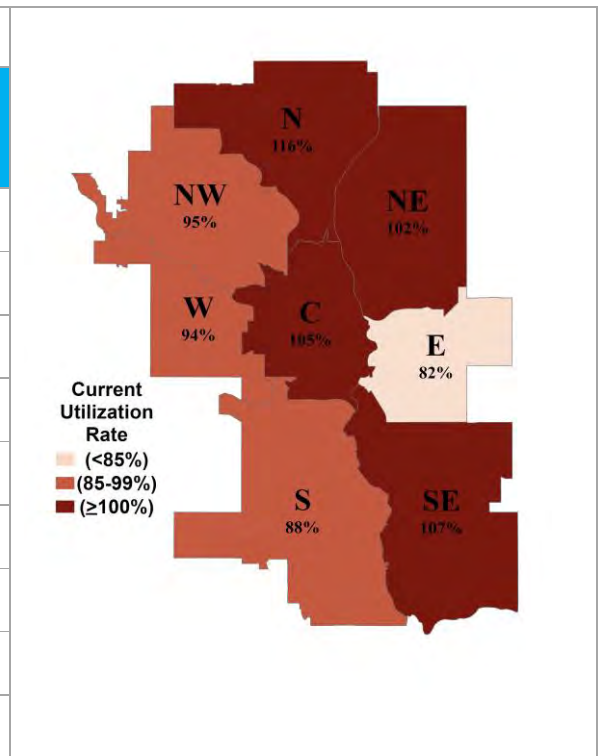 N
116%
NW
95%
NE
102%
W
94%
C
105%
E
82%
Current
Utilization
Rate
(<85%)
(85-99%)
(≥100%)
S
88%
SE
107%